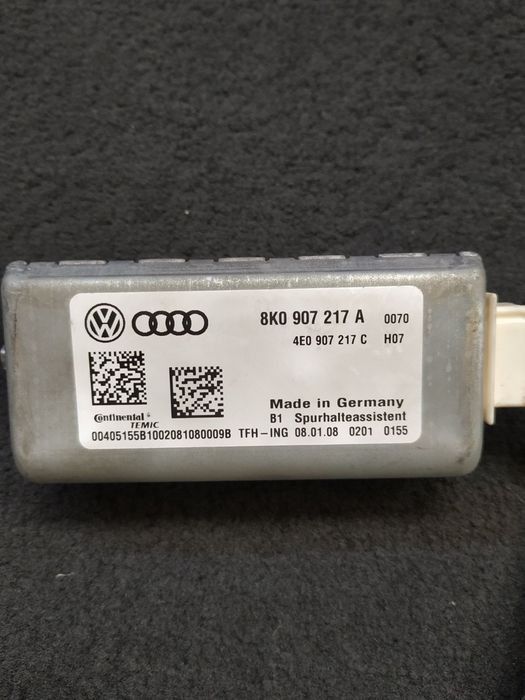 8K0 907 217 A 0070
4E0 907 217 C H07
Made in Germany
Continental
TEMIC
B1 Spurhalteassistent
00405155B1002081080009B TFH-ING 08.01.08 0201 0155